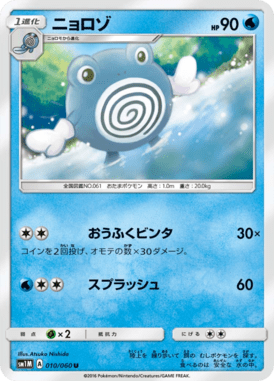 1進化 ニョロゾ HP 90
ニョロモから進化
全国図鑑NO.061 おたまポケモン 高さ:1.0m 重さ:20.0kg
おうふくビンタ 30×
コインを2回投げ、オモテの数×30ダメージ。
スプラッシュ 60
弱点 ×2 抵抗力 にげる
Illus. Atsuko Nishida
SM1M A 010/060 U
©2016 Pokémon/Nintendo/Creatures/GAME FREAK.